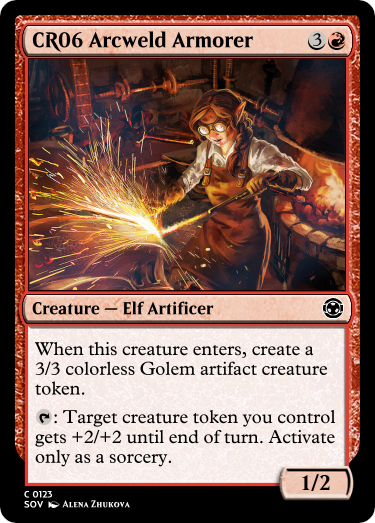 CR06 Arcweld Armorer 3
Creature — Elf Artificer
When this creature enters, create a
3/3 colorless Golem artifact creature
token.
: Target creature token you control
gets +2/+2 until end of turn. Activate
only as a sorcery.
1/2
C 0123
SOV Alena Zhukova